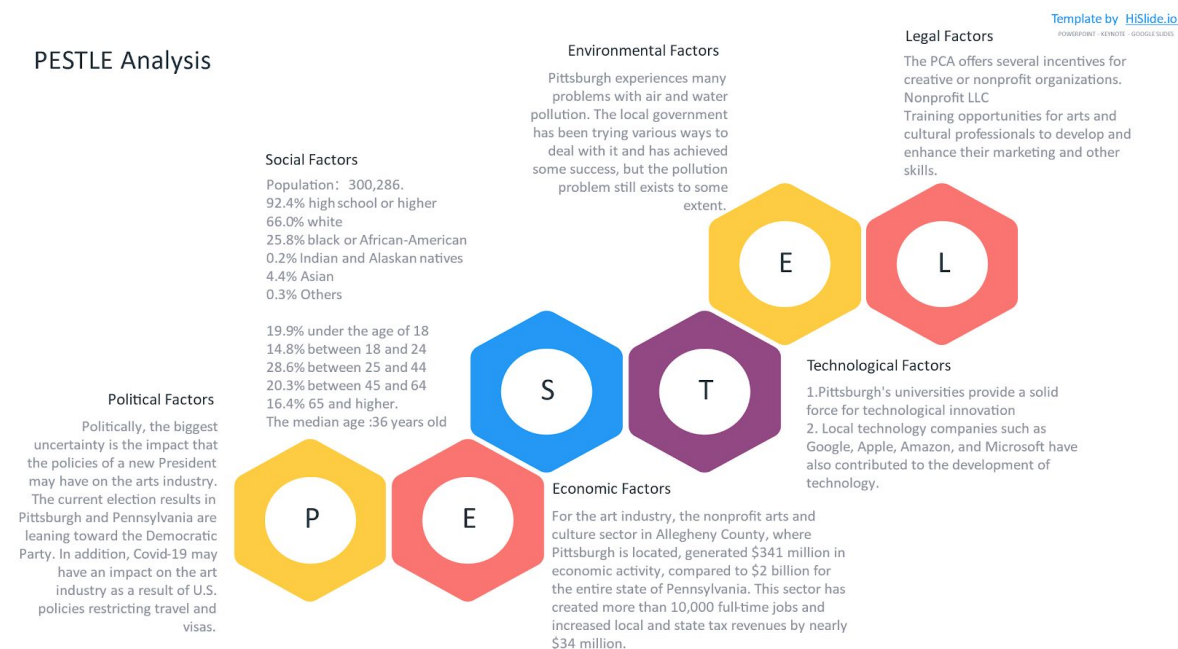 Template by HiSlide.io
POWERPOINT - KEYNOTE - GOOGLE SLIDES
PESTLE Analysis
Political Factors
Politically, the biggest
uncertainty is the impact that
the policies of a new President
may have on the arts industry.
The current election results in
Pittsburgh and Pennsylvania are
leaning toward the Democratic
Party. In addition, Covid-19 may
have an impact on the art
industry as a result of U.S.
policies restricting travel and
visas.
P
E
Economic Factors
For the art industry, the nonprofit arts and
culture sector in Allegheny County, where
Pittsburgh is located, generated $341 million in
economic activity, compared to $2 billion for
the entire state of Pennsylvania. This sector has
created more than 10,000 full-time jobs and
increased local and state tax revenues by nearly
$34 million.
Social Factors
Population： 300,286.
92.4% high school or higher
66.0% white
25.8% black or African-American
0.2% Indian and Alaskan natives
4.4% Asian
0.3% Others
19.9% under the age of 18
14.8% between 18 and 24
28.6% between 25 and 44
20.3% between 45 and 64
16.4% 65 and higher.
The median age :36 years old
S
T
Technological Factors
1.Pittsburgh's universities provide a solid
force for technological innovation
2. Local technology companies such as
Google, Apple, Amazon, and Microsoft have
also contributed to the development of
technology.
Environmental Factors
Pittsburgh experiences many
problems with air and water
pollution. The local government
has been trying various ways to
deal with it and has achieved
some success, but the pollution
problem still exists to some
extent.
E
L
Legal Factors
The PCA offers several incentives for
creative or nonprofit organizations.
Nonprofit LLC
Training opportunities for arts and
cultural professionals to develop and
enhance their marketing and other
skills.